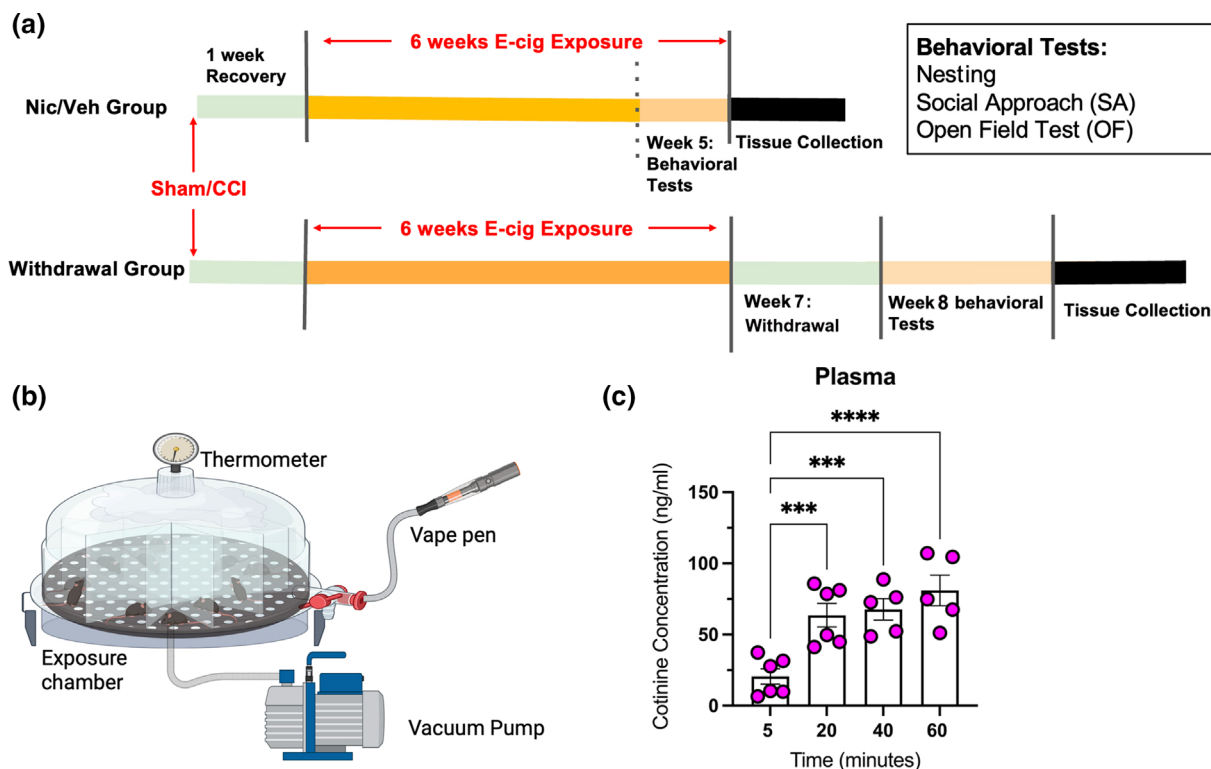 (a)
6 weeks E-cig Exposure
1 week
Recovery
Nic/Veh Group
Week 5:
Behavioral
Tests
Tissue Collection
Behavioral Tests:
Nesting
Social Approach (SA)
Open Field Test (OF)
Sham/CCI
6 weeks E-cig Exposure
Withdrawal Group
Week 7:
Withdrawal
Week 8 behavioral
Tests
Tissue Collection
(b)
Thermometer
Vape pen
Exposure
chamber
Vacuum Pump
(c)
Plasma
****
***
***
Cotinine Concentration (ng/ml)
150
100
50
0
5 20 40 60
Time (minutes)